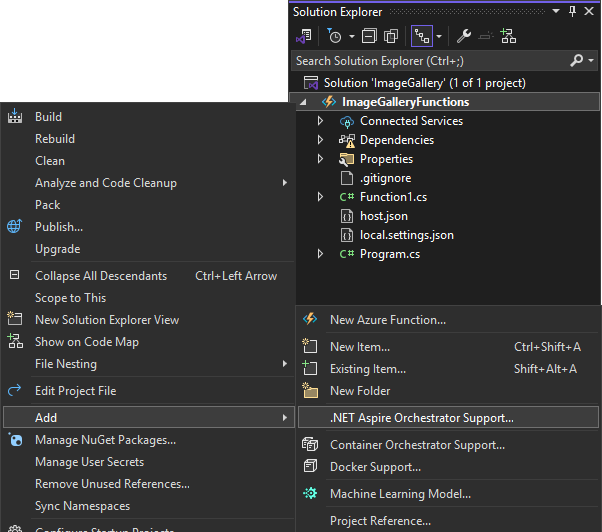 Solution Explorer
Search Solution Explorer (Ctrl+;)
Solution 'ImageGallery' (1 of 1 project)
ImageGalleryFunctions
Connected Services
Dependencies
Properties
.gitignore
C# Function1.cs
host.json
local.settings.json
C# Program.cs
Build
Rebuild
Clean
Analyze and Code Cleanup
Pack
Publish...
Upgrade
Collapse All Descendants Ctrl+Left Arrow
Scope to This
New Solution Explorer View
Show on Code Map
File Nesting
Edit Project File
Add
Manage NuGet Packages...
Manage User Secrets
Remove Unused References...
Sync Namespaces
Configure Startup Projects...
New Azure Function...
New Item... Ctrl+Shift+A
Existing Item... Shift+Alt+A
New Folder
.NET Aspire Orchestrator Support...
Container Orchestrator Support...
Docker Support...
Machine Learning Model...
Project Reference...